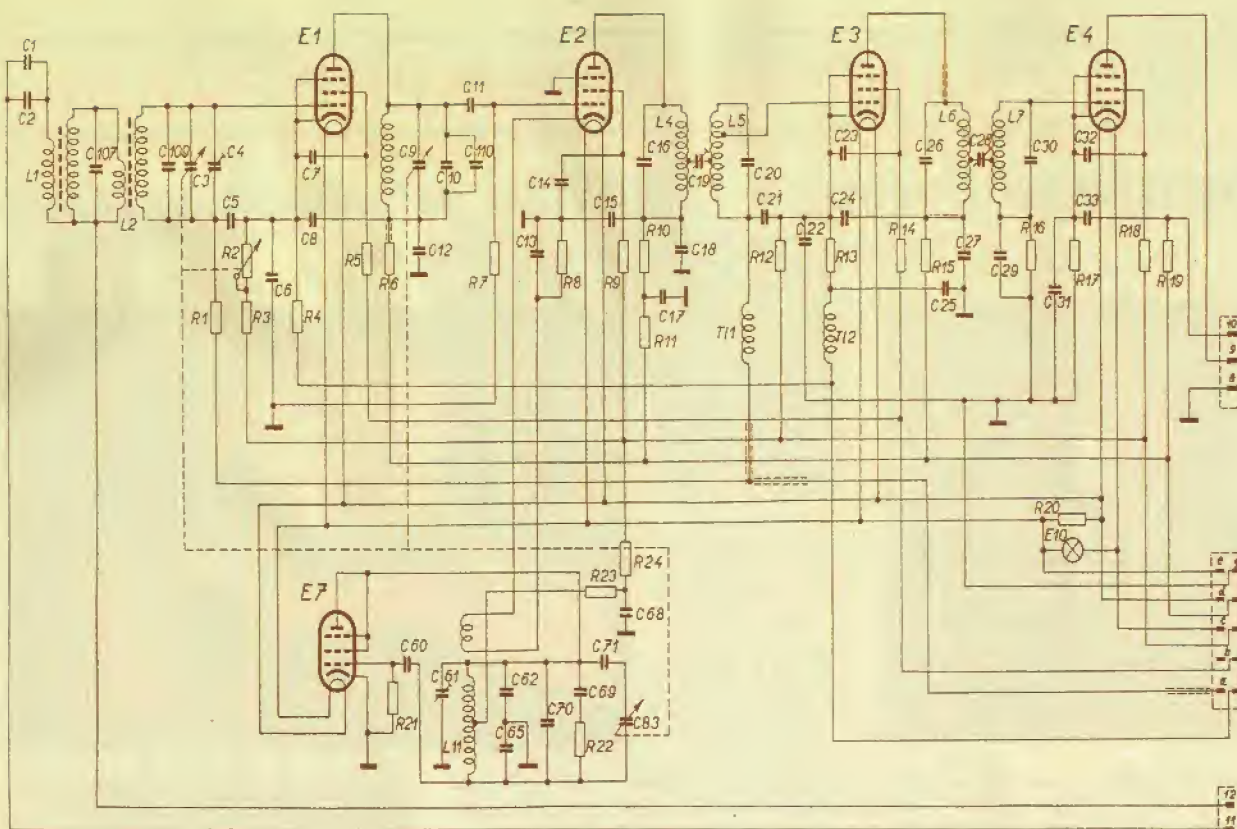 E1 E2 E3 E4
C1
C2
C11
L4 L5 L6 L7
L1 C107 L2 C109 C3 C4 C7 C9 C10 C110 C14 C16 C19 C20 C23 C26 C28 C30 C32
C5 C8 C15 C21 C24 C33
R2 C6 R5 R6 C12 R7 C13 R8 R9 R10 C18 R12 C22 R13 R14 R15 C27 C29 R16 R17 R18 R19
C17 C25 C31
R1 R3 R4 R11 Tl1 Tl2
10
9
8
R20
E10
R24
R23
E7
C68
e
d
c
b
a
C60 C71
C61 C62 C69
R21 L11 C65 C70 R22 C83
12
11